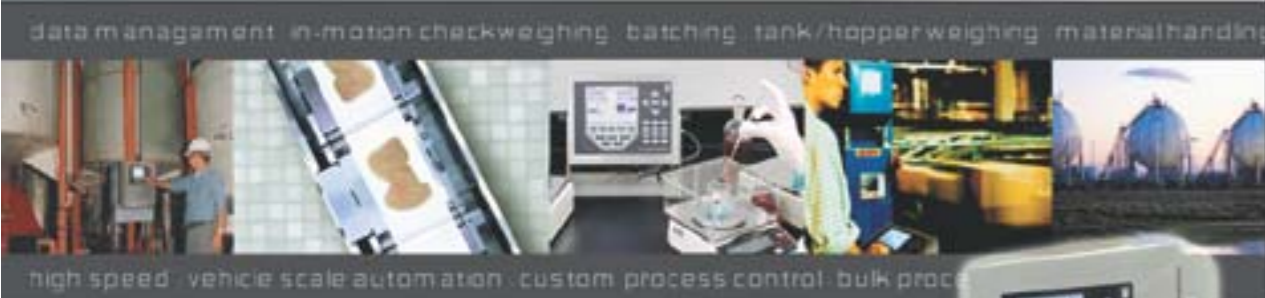 data management in-motion checkweighing batching tank/hopper weighing material handling
high speed vehicle scale automation custom process control bulk proc